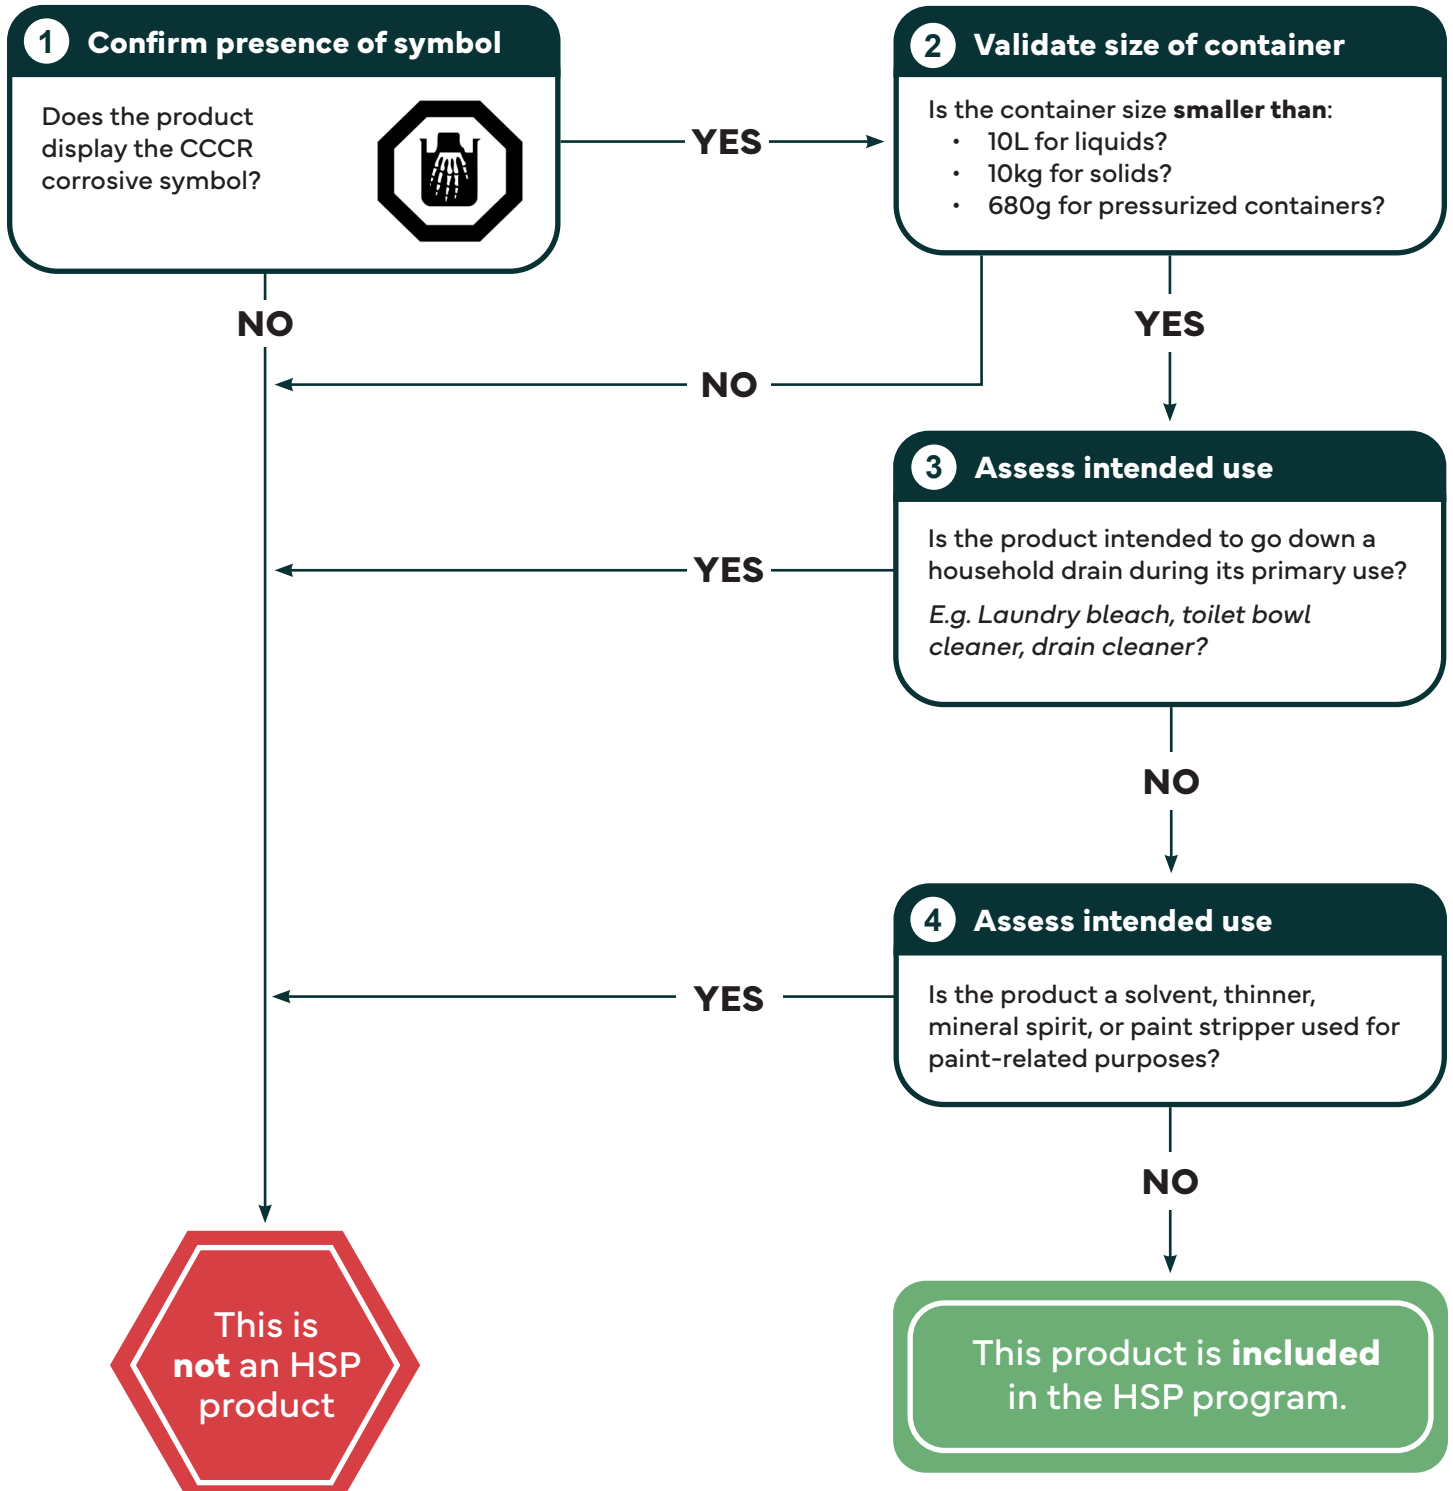 1 Confirm presence of symbol
Does the product
display the CCCR
corrosive symbol?
YES
2 Validate size of container
Is the container size smaller than:
• 10L for liquids?
• 10kg for solids?
• 680g for pressurized containers?
NO
YES
NO
3 Assess intended use
Is the product intended to go down a
household drain during its primary use?
E.g. Laundry bleach, toilet bowl
cleaner, drain cleaner?
YES
NO
4 Assess intended use
Is the product a solvent, thinner,
mineral spirit, or paint stripper used for
paint-related purposes?
YES
NO
This is
not an HSP
product
This product is included
in the HSP program.